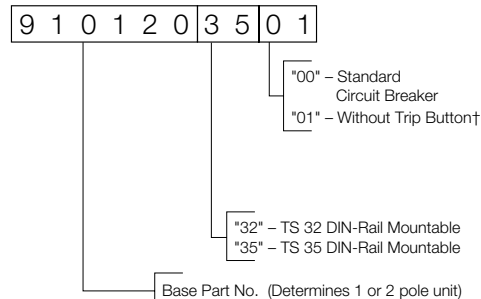 9 1 0 1 2 0 3 5 0 1
"00" – Standard
Circuit Breaker
"01" – Without Trip Button†
"32" – TS 32 DIN-Rail Mountable
"35" – TS 35 DIN-Rail Mountable
Base Part No. (Determines 1 or 2 pole unit)